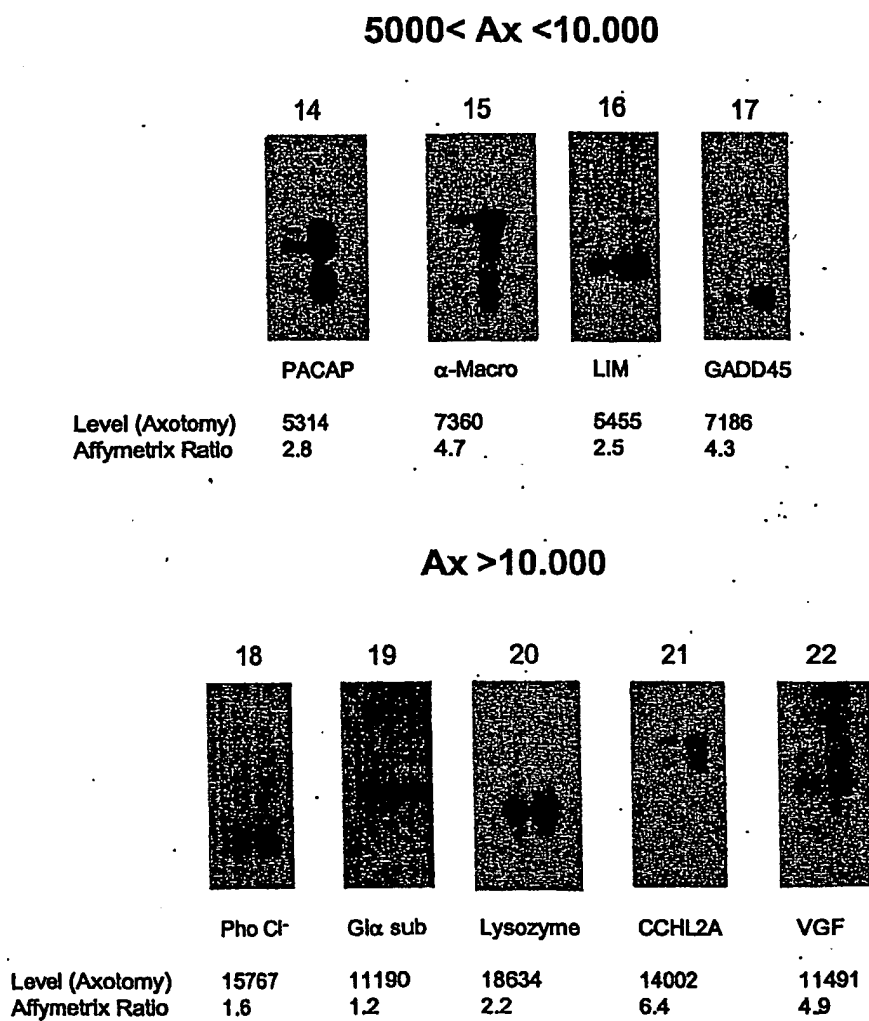 5000< Ax <10.000
14 15 16 17
PACAP α-Macro LIM GADD45
Level (Axotomy) 5314 7360 5455 7186
Affymetrix Ratio 2.8 4.7 2.5 4.3
Ax >10.000
18 19 20 21 22
Pho Cl- Glα sub Lysozyme CCHL2A VGF
Level (Axotomy) 15767 11190 18634 14002 11491
Affymetrix Ratio 1.6 1.2 2.2 6.4 4.9